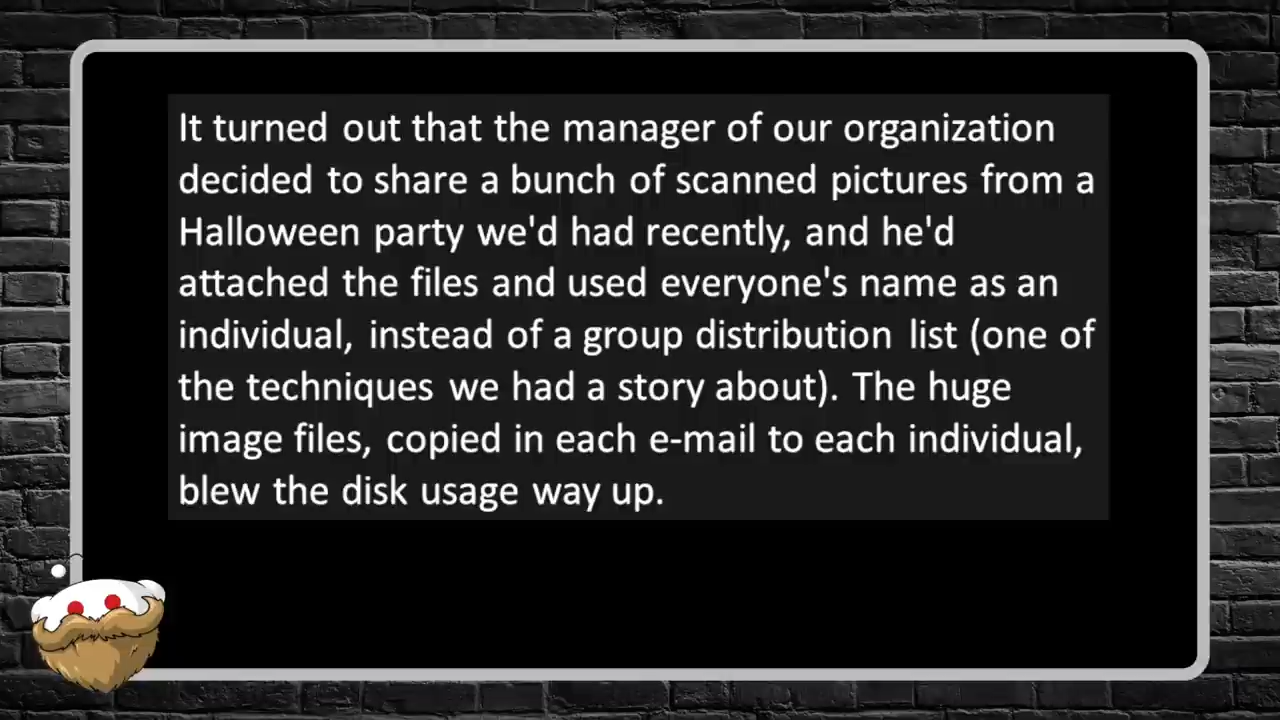 It turned out that the manager of our organization
decided to share a bunch of scanned pictures from a
Halloween party we'd had recently, and he'd
attached the files and used everyone's name as an
individual, instead of a group distribution list (one of
the techniques we had a story about). The huge
image files, copied in each e-mail to each individual,
blew the disk usage way up.